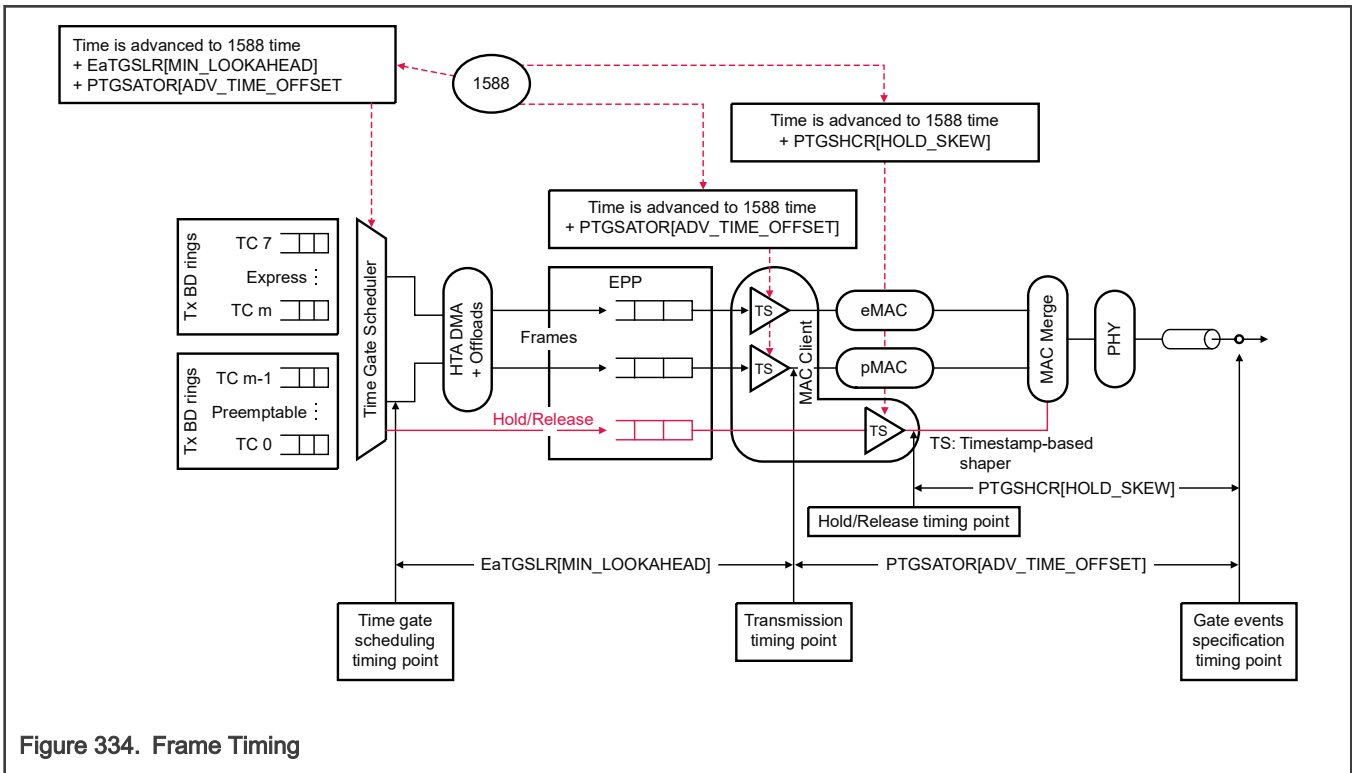 Time is advanced to 1588 time
+ EaTGSLR[MIN_LOOKAHEAD]
+ PTGSATOR[ADV_TIME_OFFSET
1588
Time is advanced to 1588 time
+ PTGSHCR[HOLD_SKEW]
Time is advanced to 1588 time
+ PTGSATOR[ADV_TIME_OFFSET]
Tx BD rings
TC 7
Express
TC m
Tx BD rings
TC m-1
Preemptable
TC 0
Time Gate Scheduler
HTA DMA
+ Offloads
EPP
Frames
Hold/Release
TS
TS
TS
MAC Client
eMAC
pMAC
MAC Merge
PHY
TS: Timestamp-based
shaper
PTGSHCR[HOLD_SKEW]
Hold/Release timing point
EaTGSLR[MIN_LOOKAHEAD]
PTGSATOR[ADV_TIME_OFFSET]
Time gate
scheduling
timing point
Transmission
timing point
Gate events
specification
timing point
Figure 334. Frame Timing